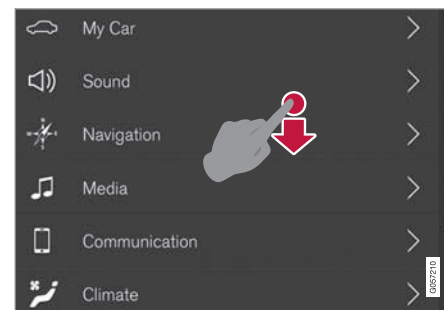 My Car
Sound
Navigation
Media
Communication
Climate
G057210